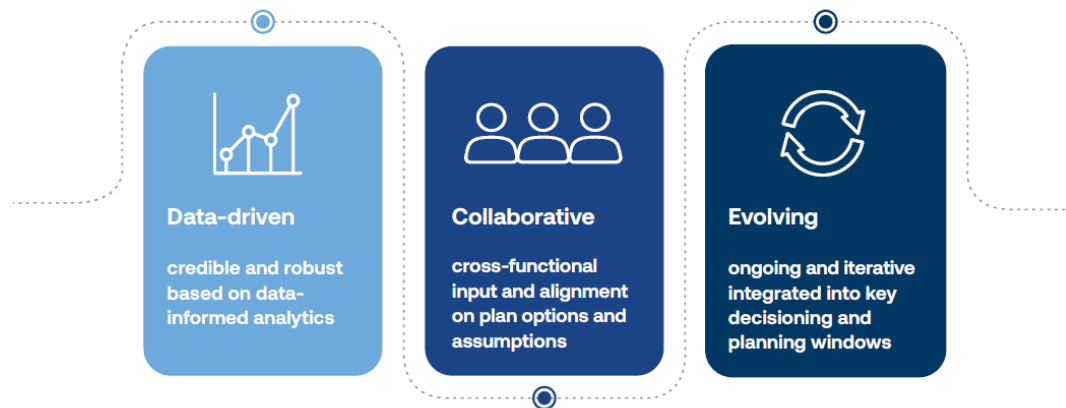 Data-driven
credible and robust
based on data-
informed analytics
Collaborative
cross-functional
input and alignment
on plan options and
assumptions
Evolving
ongoing and iterative
integrated into key
decisioning and
planning windows